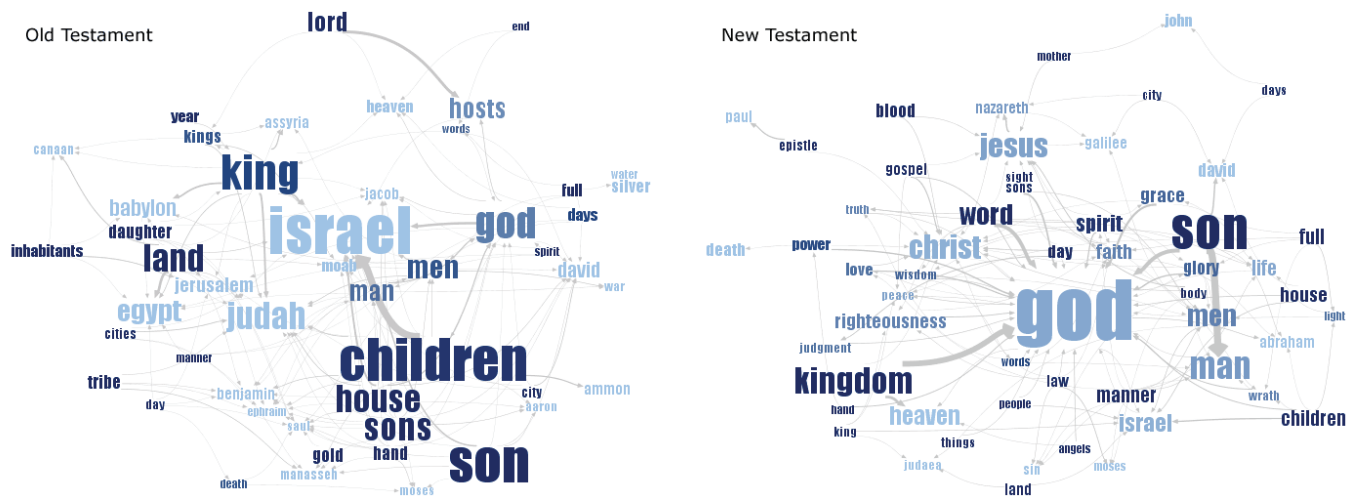 Old Testament
lord
end
heaven
hosts
words
year
kings
assyria
canaan
king
jacob
full
water
silver
babylon
israel
god
days
daughter
inhabitants
land
moab
men
spirit
david
jerusalem
man
war
egypt
judah
cities
manner
children
tribe
benjamin
house
city
ammon
day
ephraim
aaron
saul
sons
gold
hand
son
manasseh
death
moses
New Testament
john
mother
days
city
paul
blood
nazareth
epistle
jesus
galilee
gospel
sight
sons
david
truth
word
spirit
grace
son
full
death
power
christ
day
faith
love
wisdom
glory
life
peace
god
body
house
righteousness
men
light
judgment
abraham
words
man
kingdom
law
manner
wrath
hand
heaven
people
israel
children
king
things
angels
judaea
sin
moses
land